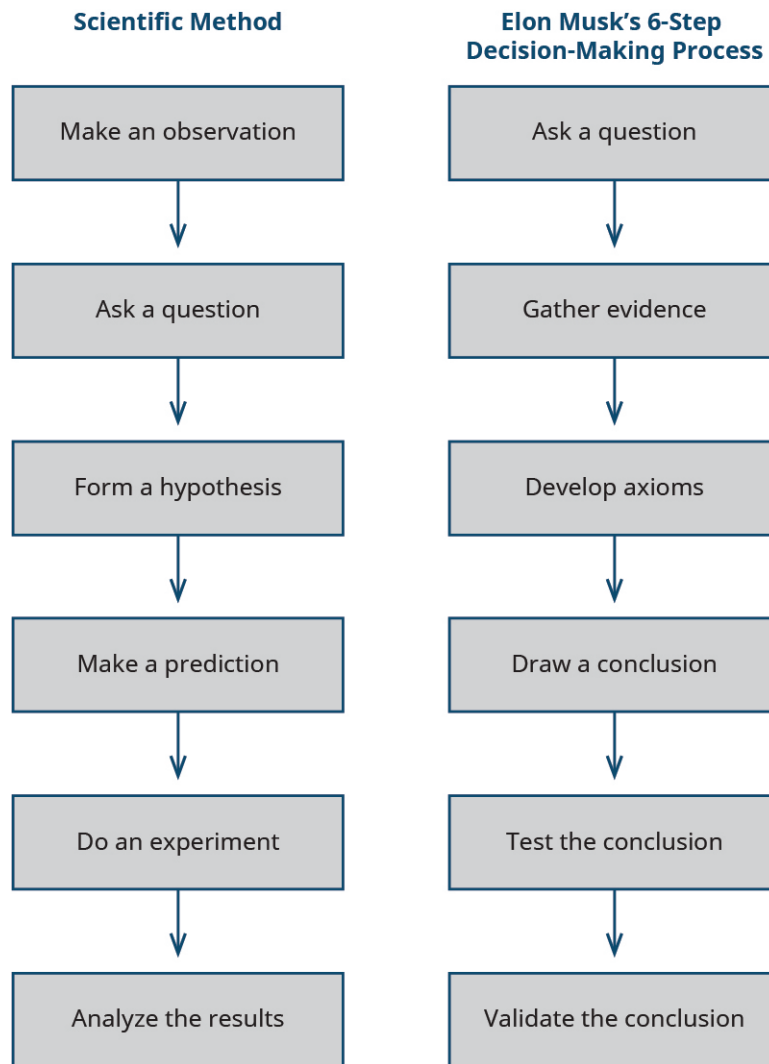 Scientific Method
Make an observation
Ask a question
Form a hypothesis
Make a prediction
Do an experiment
Analyze the results
Elon Musk’s 6-Step
Decision-Making Process
Ask a question
Gather evidence
Develop axioms
Draw a conclusion
Test the conclusion
Validate the conclusion